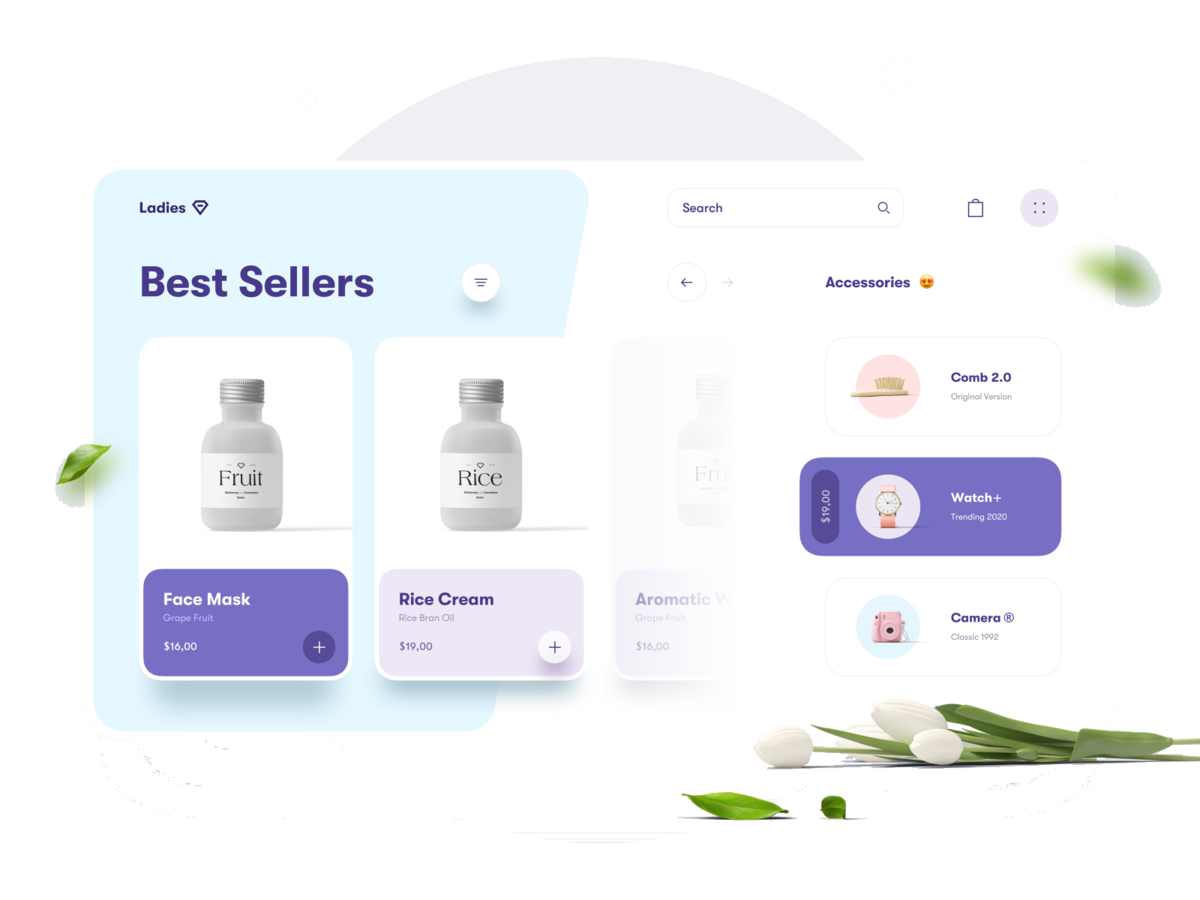 Ladies
Search
Best Sellers
Accessories 😍
Fruit
Rice
Fru
Face Mask
Grape Fruit
$16,00
Rice Cream
Rice Bran Oil
$19,00
Aromatic W
Grape Fruit
$16,00
Comb 2.0
Original Version
$19,00
Watch+
Trending 2020
Camera ®
Classic 1992